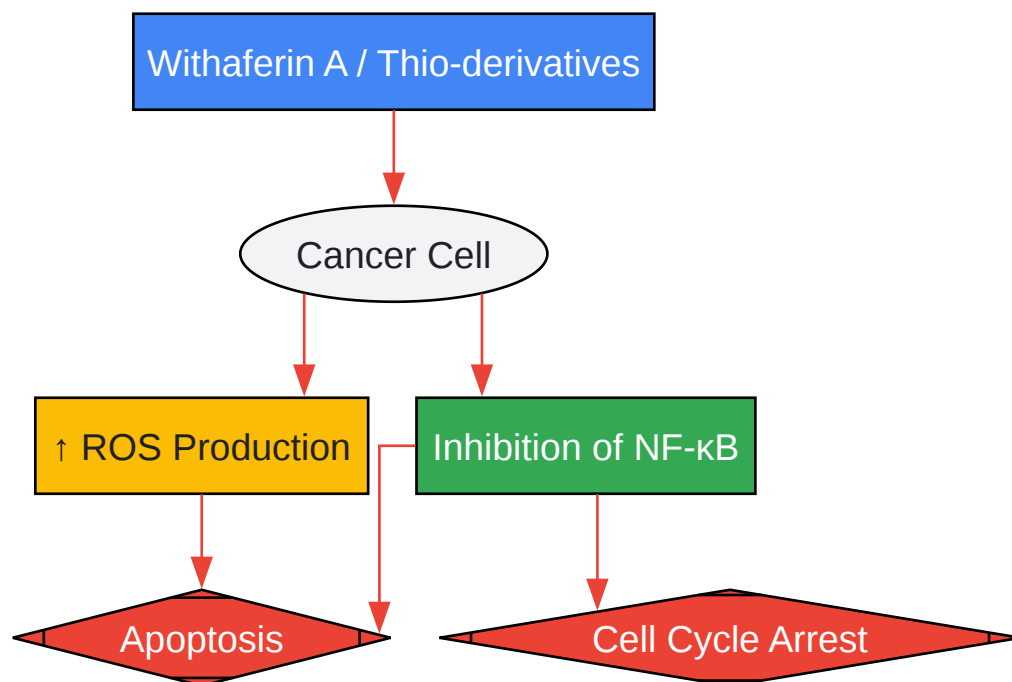 Withaferin A / Thio-derivatives
Cancer Cell
↑ ROS Production
Inhibition of NF-κB
Apoptosis
Cell Cycle Arrest